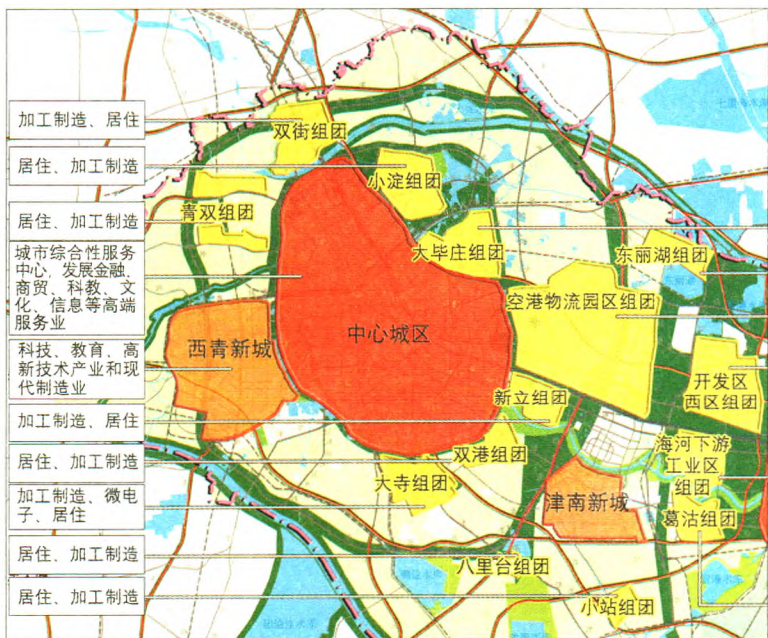 加工制造、居住
居住、加工制造
居住、加工制造
城市综合性服务
中心，发展金融、
商贸、科教、文
化、信息等高端
服务业
科技、教育、高
新技术产业和现
代制造业
加工制造、居住
居住、加工制造
加工制造、微电
子、居住
居住、加工制造
居住、加工制造
双街组团
小淀组团
青双组团
大毕庄组团
东丽湖组团
空港物流园区组团
中心城区
西青新城
开发区
西区组团
新立组团
海河下游
工业区
组团
双港组团
大寺组团
津南新城
葛沽组团
八里台组团
小站组团